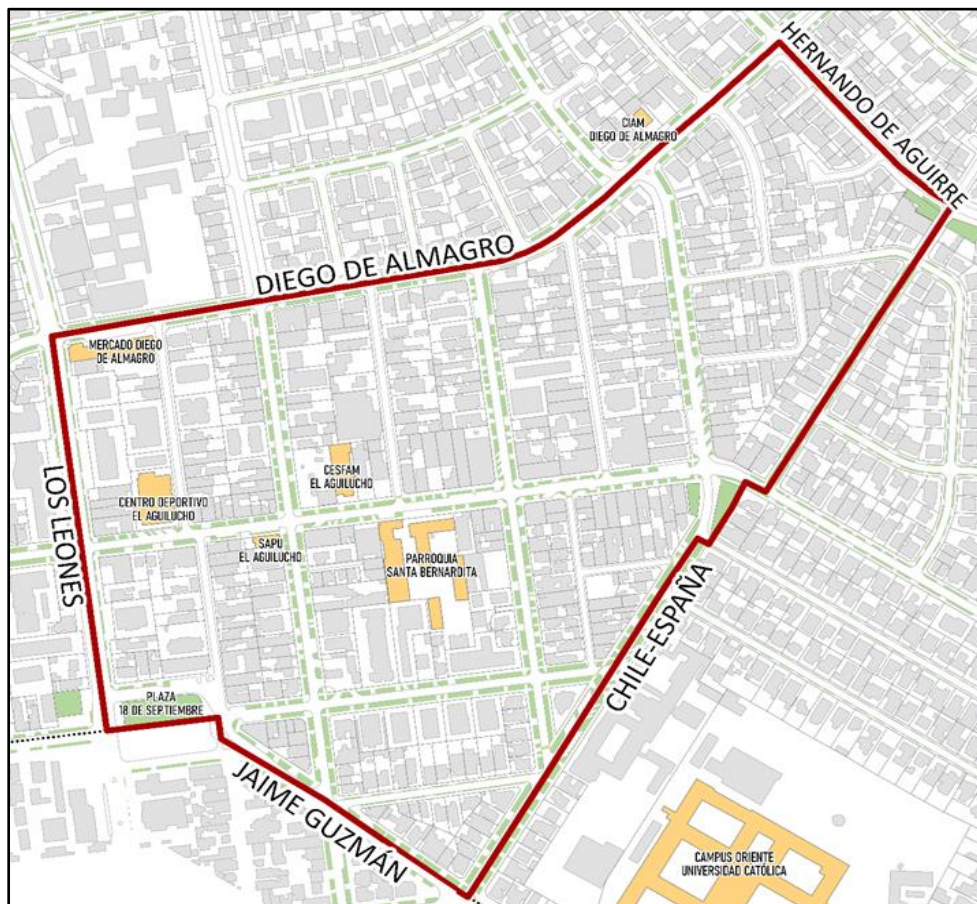 HERNANDO DE AGUIRRE
CIAM
DIEGO DE ALMAGRO
DIEGO DE ALMAGRO
MERCADO DIEGO
DE ALMAGRO
LOS LEONES
CENTRO DEPORTIVO
EL AGUILUCHO
CESFAM
EL AGUILUCHO
SAPU
EL AGUILUCHO
PARROQUIA
SANTA BERNARDITA
CHILE-ESPAÑA
PLAZA
18 DE SEPTIEMBRE
JAIME GUZMÁN
CAMPUS ORIENTE
UNIVERSIDAD CATÓLICA